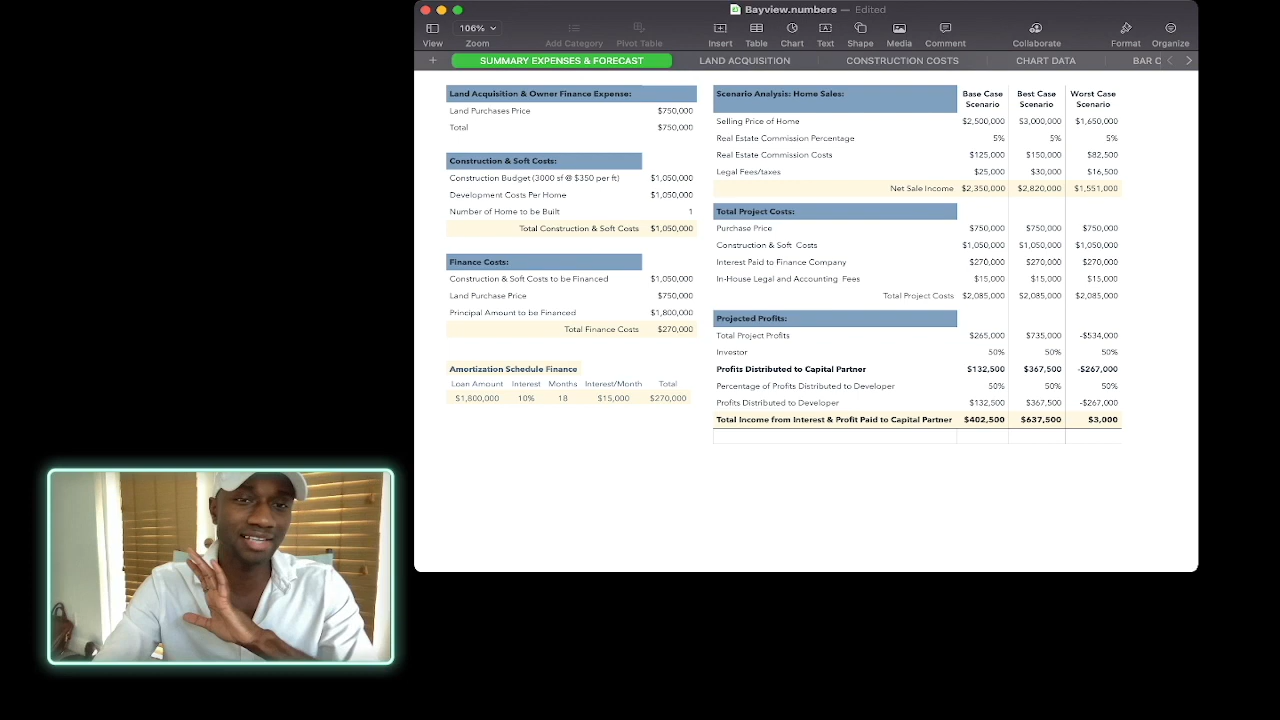 Bayview.numbers — Edited
106%
View Zoom Add Category Pivot Table Insert Table Chart Text Shape Media Comment Collaborate Format Organize
+ SUMMARY EXPENSES & FORECAST LAND ACQUISITION CONSTRUCTION COSTS CHART DATA BAR C
Land Acquisition & Owner Finance Expense:
Land Purchases Price $750,000
Total $750,000
Construction & Soft Costs:
Construction Budget (3000 sf @ $350 per ft) $1,050,000
Development Costs Per Home $1,050,000
Number of Home to be Built 1
Total Construction & Soft Costs $1,050,000
Finance Costs:
Construction & Soft Costs to be Financed $1,050,000
Land Purchase Price $750,000
Principal Amount to be Financed $1,800,000
Total Finance Costs $270,000
Amortization Schedule Finance
Loan Amount Interest Months Interest/Month Total
$1,800,000 10% 18 $15,000 $270,000
Scenario Analysis: Home Sales: Base Case Scenario Best Case Scenario Worst Case Scenario
Selling Price of Home $2,500,000 $3,000,000 $1,650,000
Real Estate Commission Percentage 5% 5% 5%
Real Estate Commission Costs $125,000 $150,000 $82,500
Legal Fees/taxes $25,000 $30,000 $16,500
Net Sale Income $2,350,000 $2,820,000 $1,551,000
Total Project Costs:
Purchase Price $750,000 $750,000 $750,000
Construction & Soft Costs $1,050,000 $1,050,000 $1,050,000
Interest Paid to Finance Company $270,000 $270,000 $270,000
In-House Legal and Accounting Fees $15,000 $15,000 $15,000
Total Project Costs $2,085,000 $2,085,000 $2,085,000
Projected Profits:
Total Project Profits $265,000 $735,000 -$534,000
Investor 50% 50% 50%
Profits Distributed to Capital Partner $132,500 $367,500 -$267,000
Percentage of Profits Distributed to Developer 50% 50% 50%
Profits Distributed to Developer $132,500 $367,500 -$267,000
Total Income from Interest & Profit Paid to Capital Partner $402,500 $637,500 $3,000